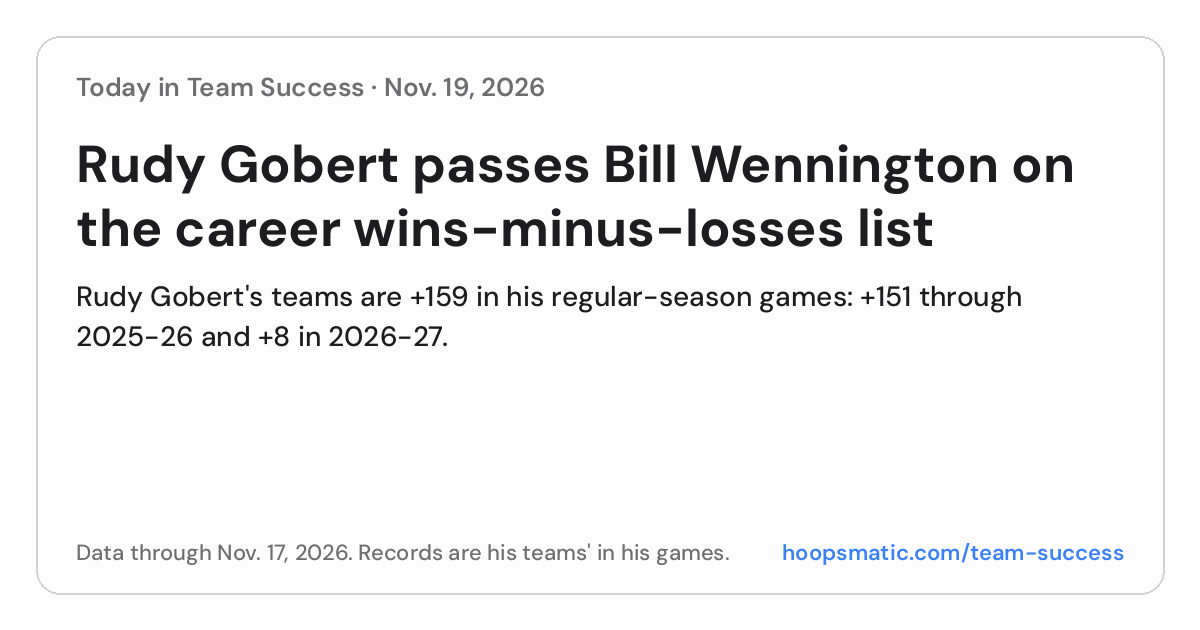 Today in Team Success · Nov. 19, 2026
Rudy Gobert passes Bill Wennington on
the career wins-minus-losses list
Rudy Gobert's teams are +159 in his regular-season games: +151 through
2025-26 and +8 in 2026-27.
Data through Nov. 17, 2026. Records are his teams' in his games.
hoopsmatic.com/team-success